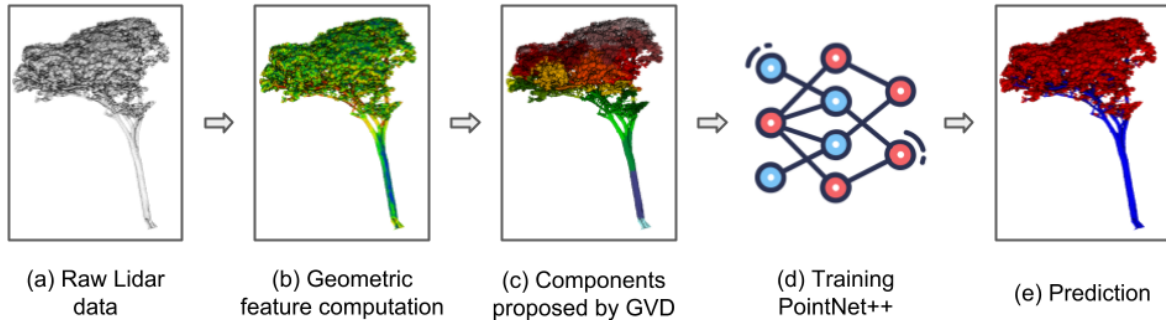 (a) Raw Lidar
data
(b) Geometric
feature computation
(c) Components
proposed by GVD
(d) Training
PointNet++
(e) Prediction